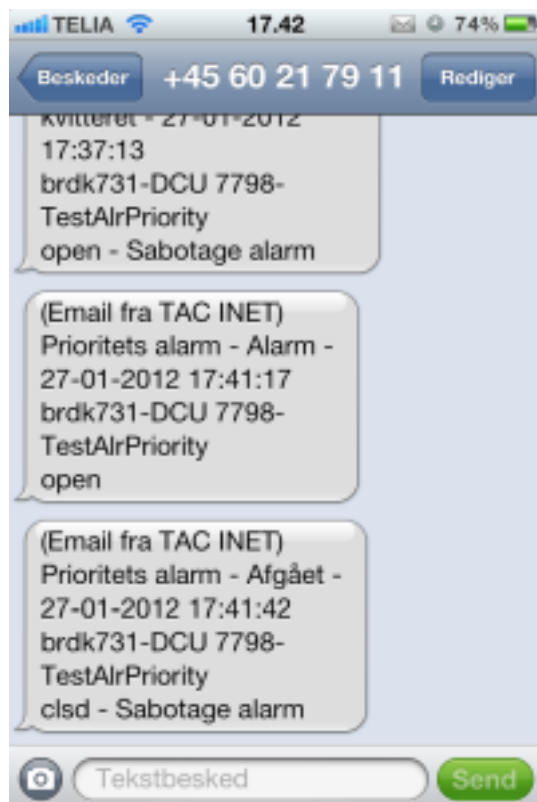 TELIA 17.42 74%
Beskeder +45 60 21 79 11 Rediger
kvitteret - 27-01-2012
17:37:13
brdk731-DCU 7798-
TestAlrPriority
open - Sabotage alarm
(Email fra TAC INET)
Prioritets alarm - Alarm -
27-01-2012 17:41:17
brdk731-DCU 7798-
TestAlrPriority
open
(Email fra TAC INET)
Prioritets alarm - Afgået -
27-01-2012 17:41:42
brdk731-DCU 7798-
TestAlrPriority
clsd - Sabotage alarm
Tekstbesked Send